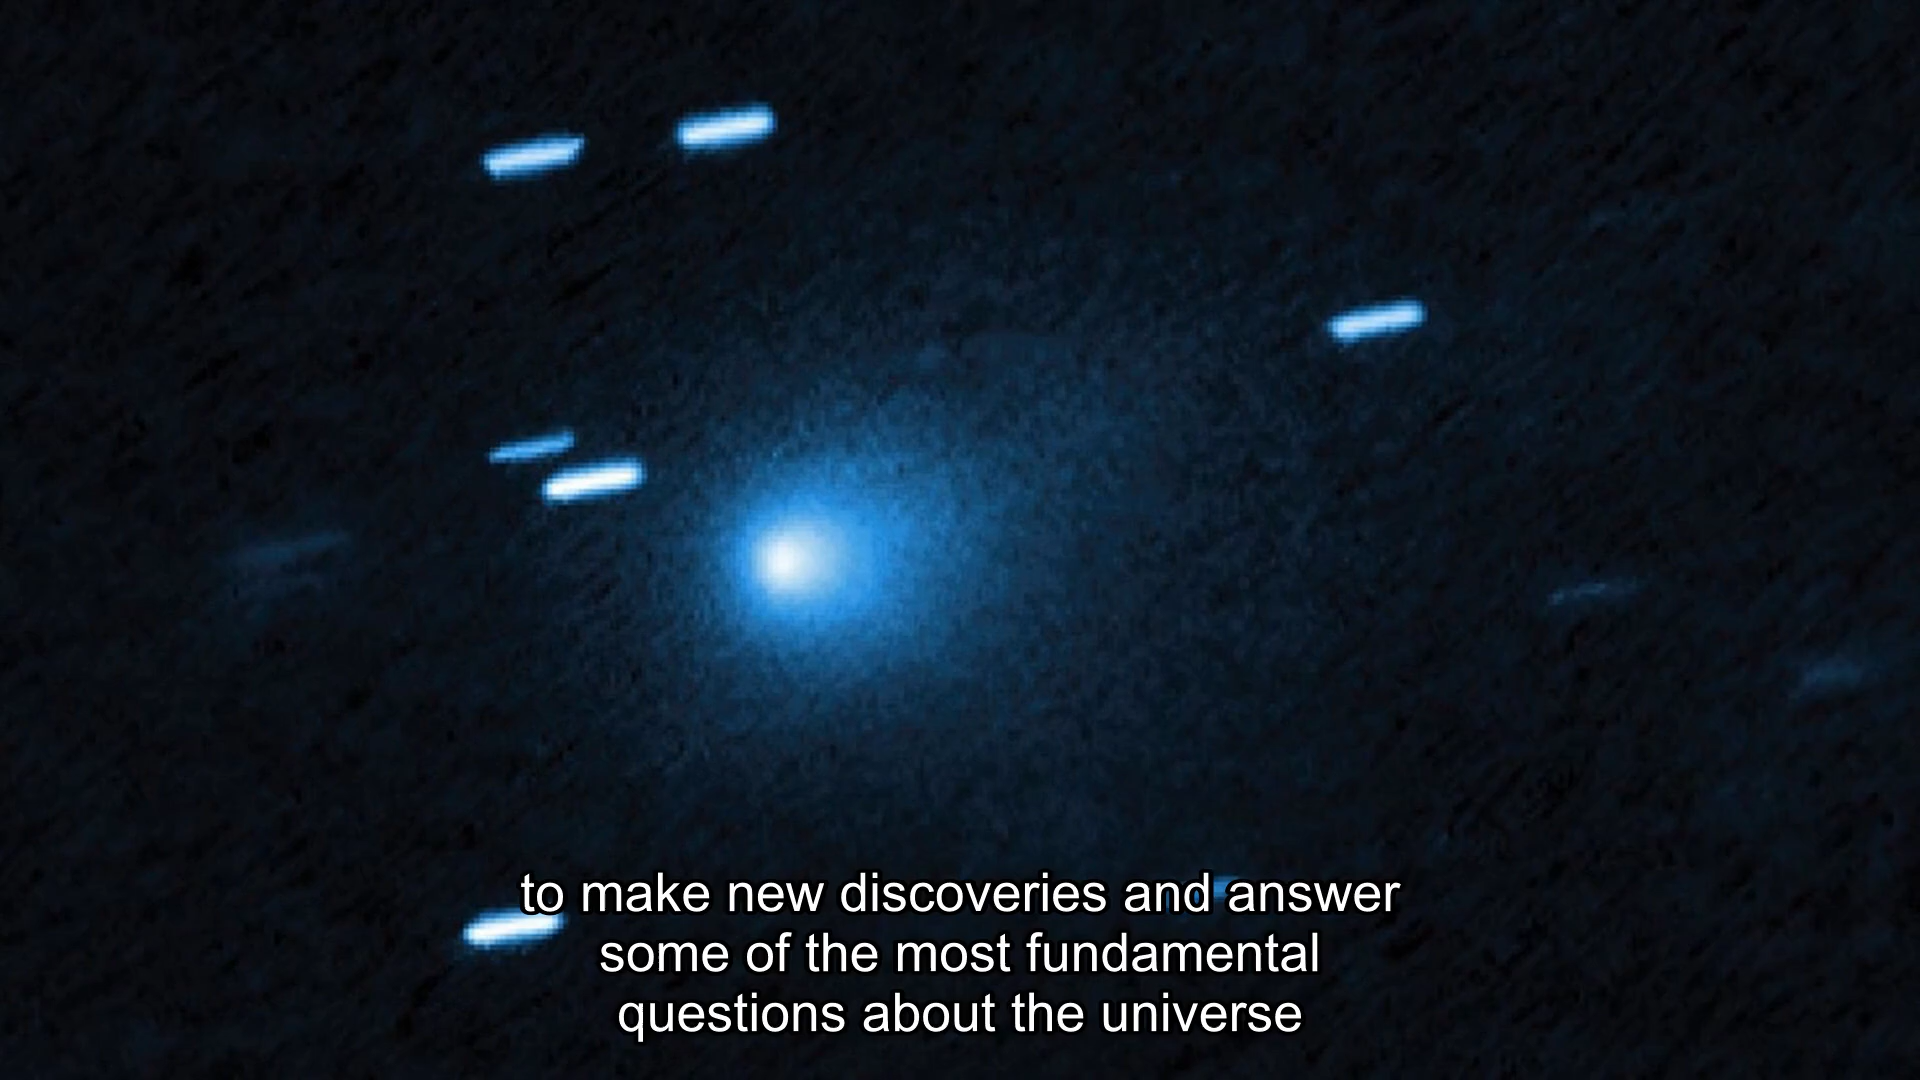 to make new discoveries and answer
some of the most fundamental
questions about the universe